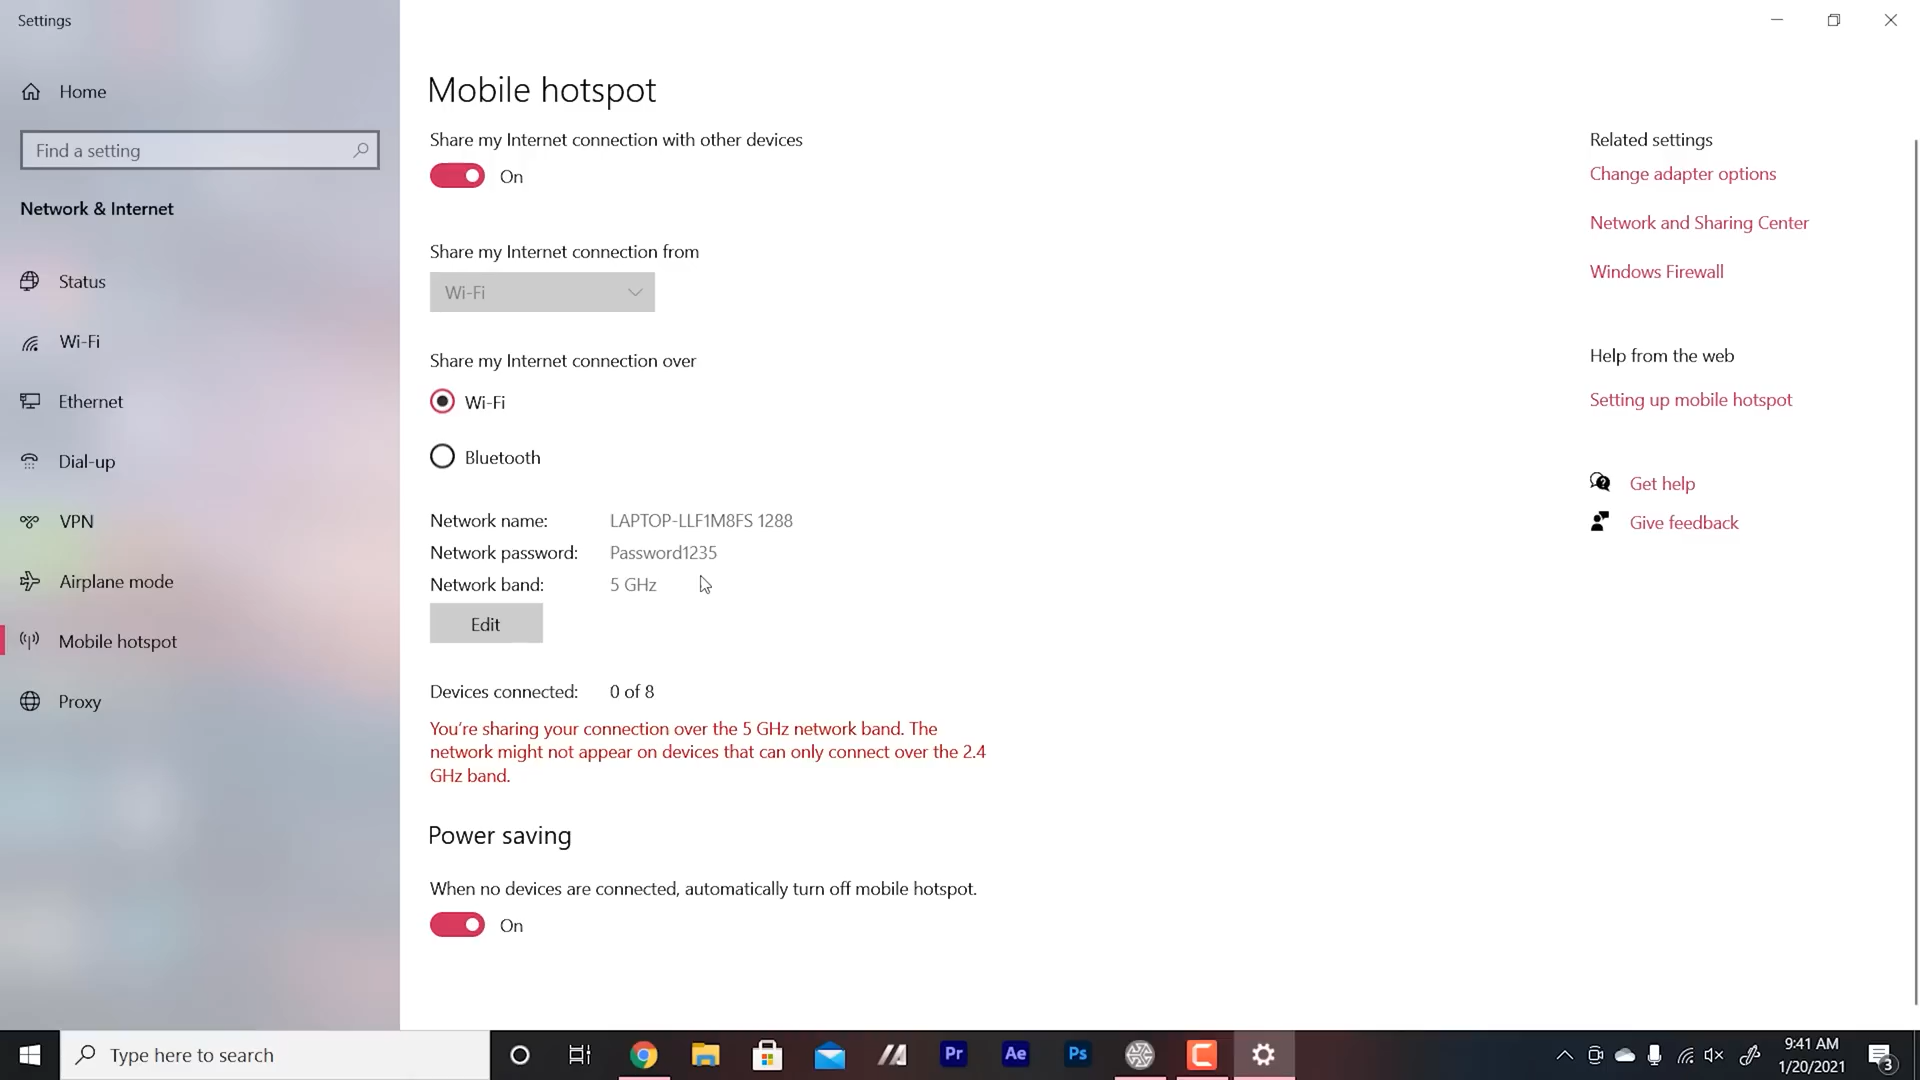 Settings
Home
Find a setting
Network & Internet
Status
Wi-Fi
Ethernet
Dial-up
VPN
Airplane mode
Mobile hotspot
Proxy
Mobile hotspot
Share my Internet connection with other devices
On
Share my Internet connection from
Wi-Fi
Share my Internet connection over
Wi-Fi
Bluetooth
Network name: LAPTOP-LLF1M8FS 1288
Network password: Password1235
Network band: 5 GHz
Edit
Devices connected: 0 of 8
You're sharing your connection over the 5 GHz network band. The
network might not appear on devices that can only connect over the 2.4
GHz band.
Power saving
When no devices are connected, automatically turn off mobile hotspot.
On
Related settings
Change adapter options
Network and Sharing Center
Windows Firewall
Help from the web
Setting up mobile hotspot
Get help
Give feedback
Type here to search
Pr
Ae
Ps
9:41 AM
1/20/2021
3